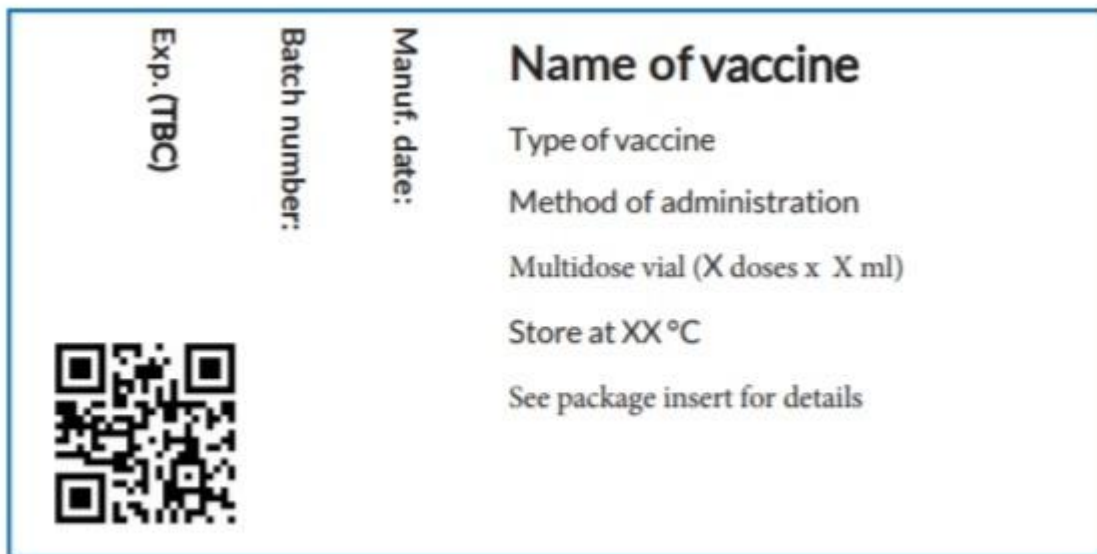 Exp. (TBC)
Batch number:
Manuf. date:
Name of vaccine
Type of vaccine
Method of administration
Multidose vial (X doses x X ml)
Store at XX °C
See package insert for details